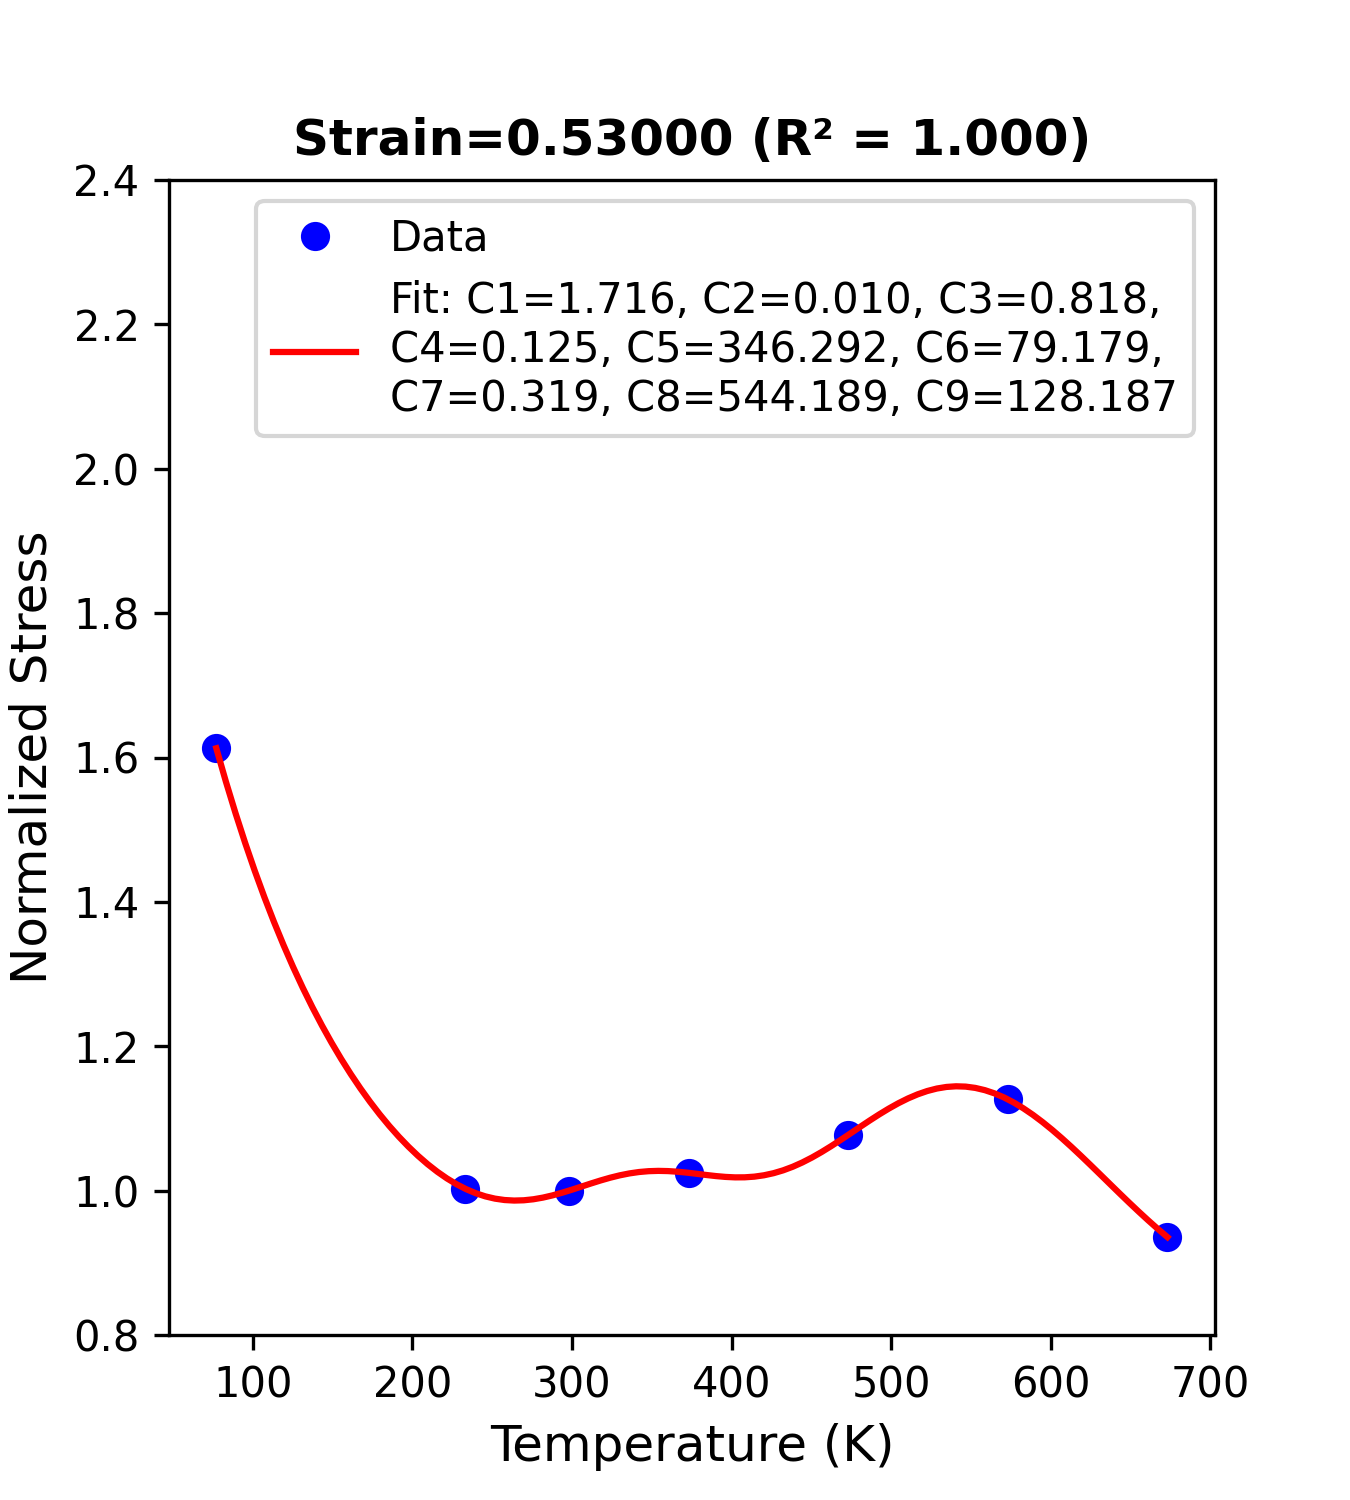 Strain=0.53000 (R² = 1.000)
2.4
2.2
2.0
1.8
1.6
1.4
1.2
1.0
0.8
Normalized Stress
Data
Fit: C1=1.716, C2=0.010, C3=0.818,
C4=0.125, C5=346.292, C6=79.179,
C7=0.319, C8=544.189, C9=128.187
100 200 300 400 500 600 700
Temperature (K)